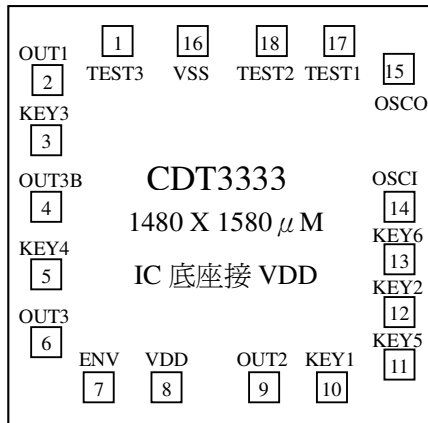 1 16 18 17
TEST3 VSS TEST2 TEST1
15
OSCO
OUT1
2
KEY3
3
OUT3B
4
KEY4
5
OUT3
6
CDT3333
1480 X 1580 μ M
IC 底座接 VDD
OSCI
14
KEY6
13
KEY2
12
KEY5
11
ENV VDD OUT2 KEY1
7 8 9 10